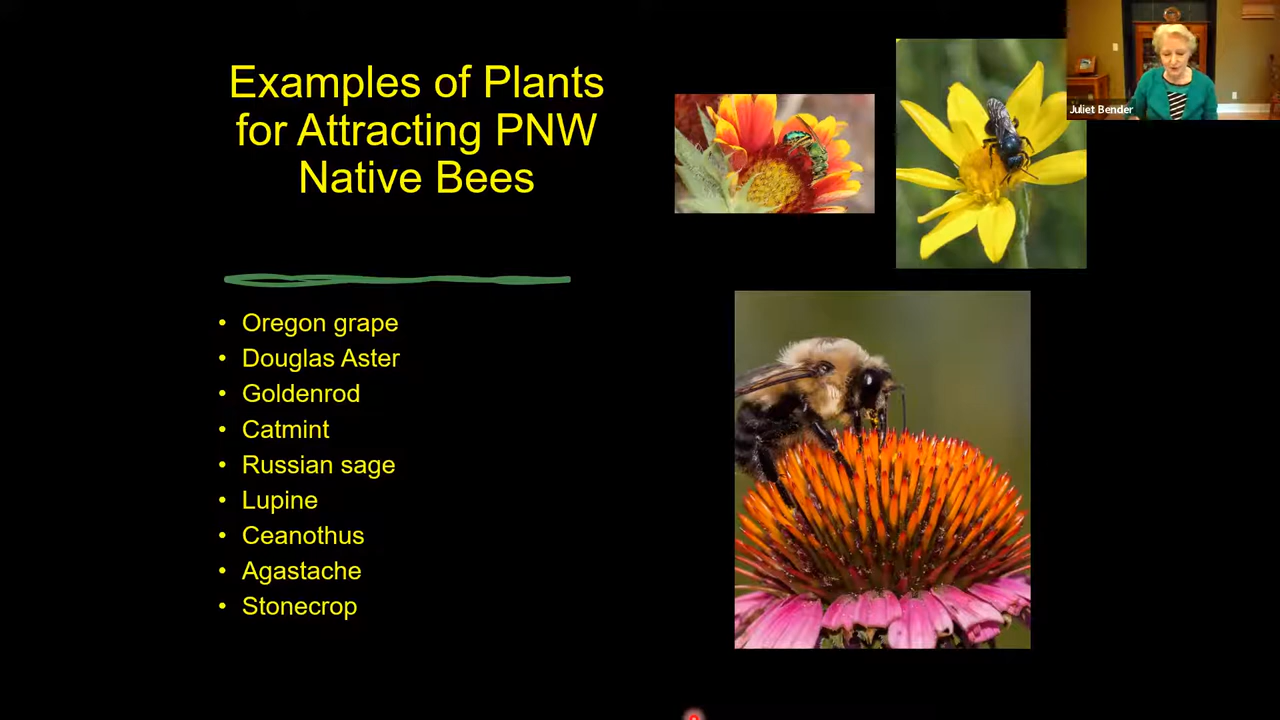 Examples of Plants
for Attracting PNW
Native Bees
• Oregon grape
• Douglas Aster
• Goldenrod
• Catmint
• Russian sage
• Lupine
• Ceanothus
• Agastache
• Stonecrop
Juliet Bender